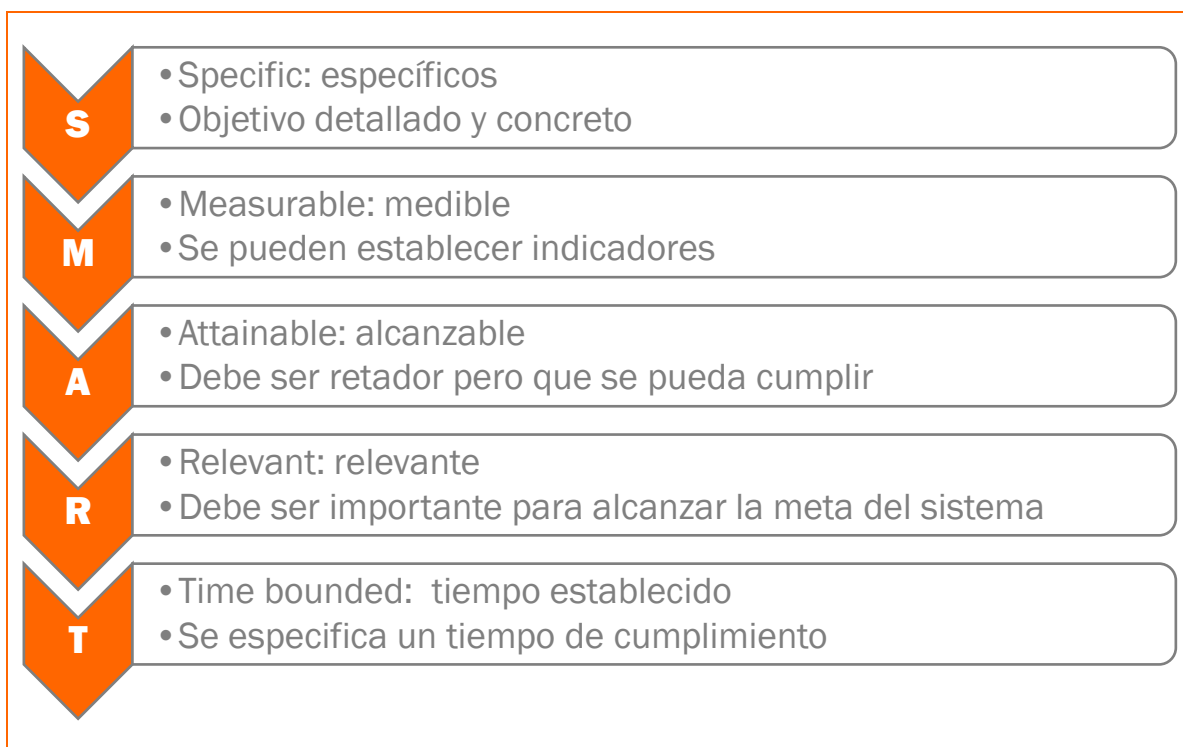 S
• Specific: específicos
• Objetivo detallado y concreto
M
• Measurable: medible
• Se pueden establecer indicadores
A
• Attainable: alcanzable
• Debe ser retador pero que se pueda cumplir
R
• Relevant: relevante
• Debe ser importante para alcanzar la meta del sistema
T
• Time bounded:  tiempo establecido
• Se especifica un tiempo de cumplimiento